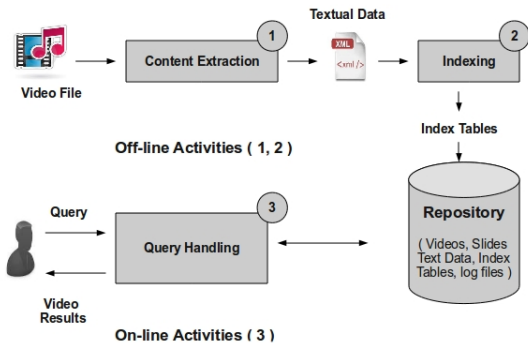 Textual Data
1
XML
<xml />
2
Content Extraction
Indexing
Video File
Index Tables
Off-line Activities ( 1, 2 )
3
Query
Query Handling
Repository
( Videos, Slides
Text Data, Index
Tables, log files )
Video
Results
On-line Activities ( 3 )